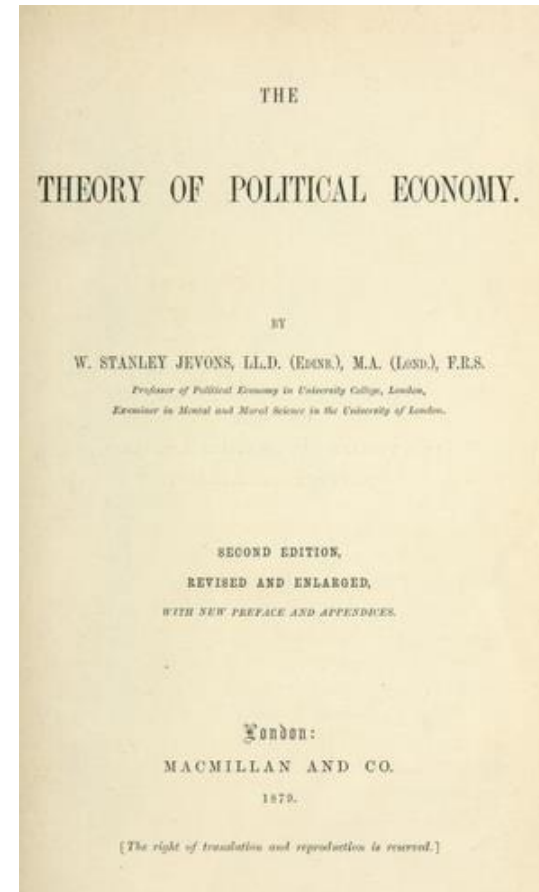 THE
THEORY OF POLITICAL ECONOMY.
BY
W. STANLEY JEVONS, LL.D. (EDINB.), M.A. (LOND.), F.R.S.
Professor of Political Economy in University College, London,
Examiner in Mental and Moral Science in the University of London.
SECOND EDITION,
REVISED AND ENLARGED,
WITH NEW PREFACE AND APPENDICES.
London:
MACMILLAN AND CO.
1879.
[The right of translation and reproduction is reserved.]